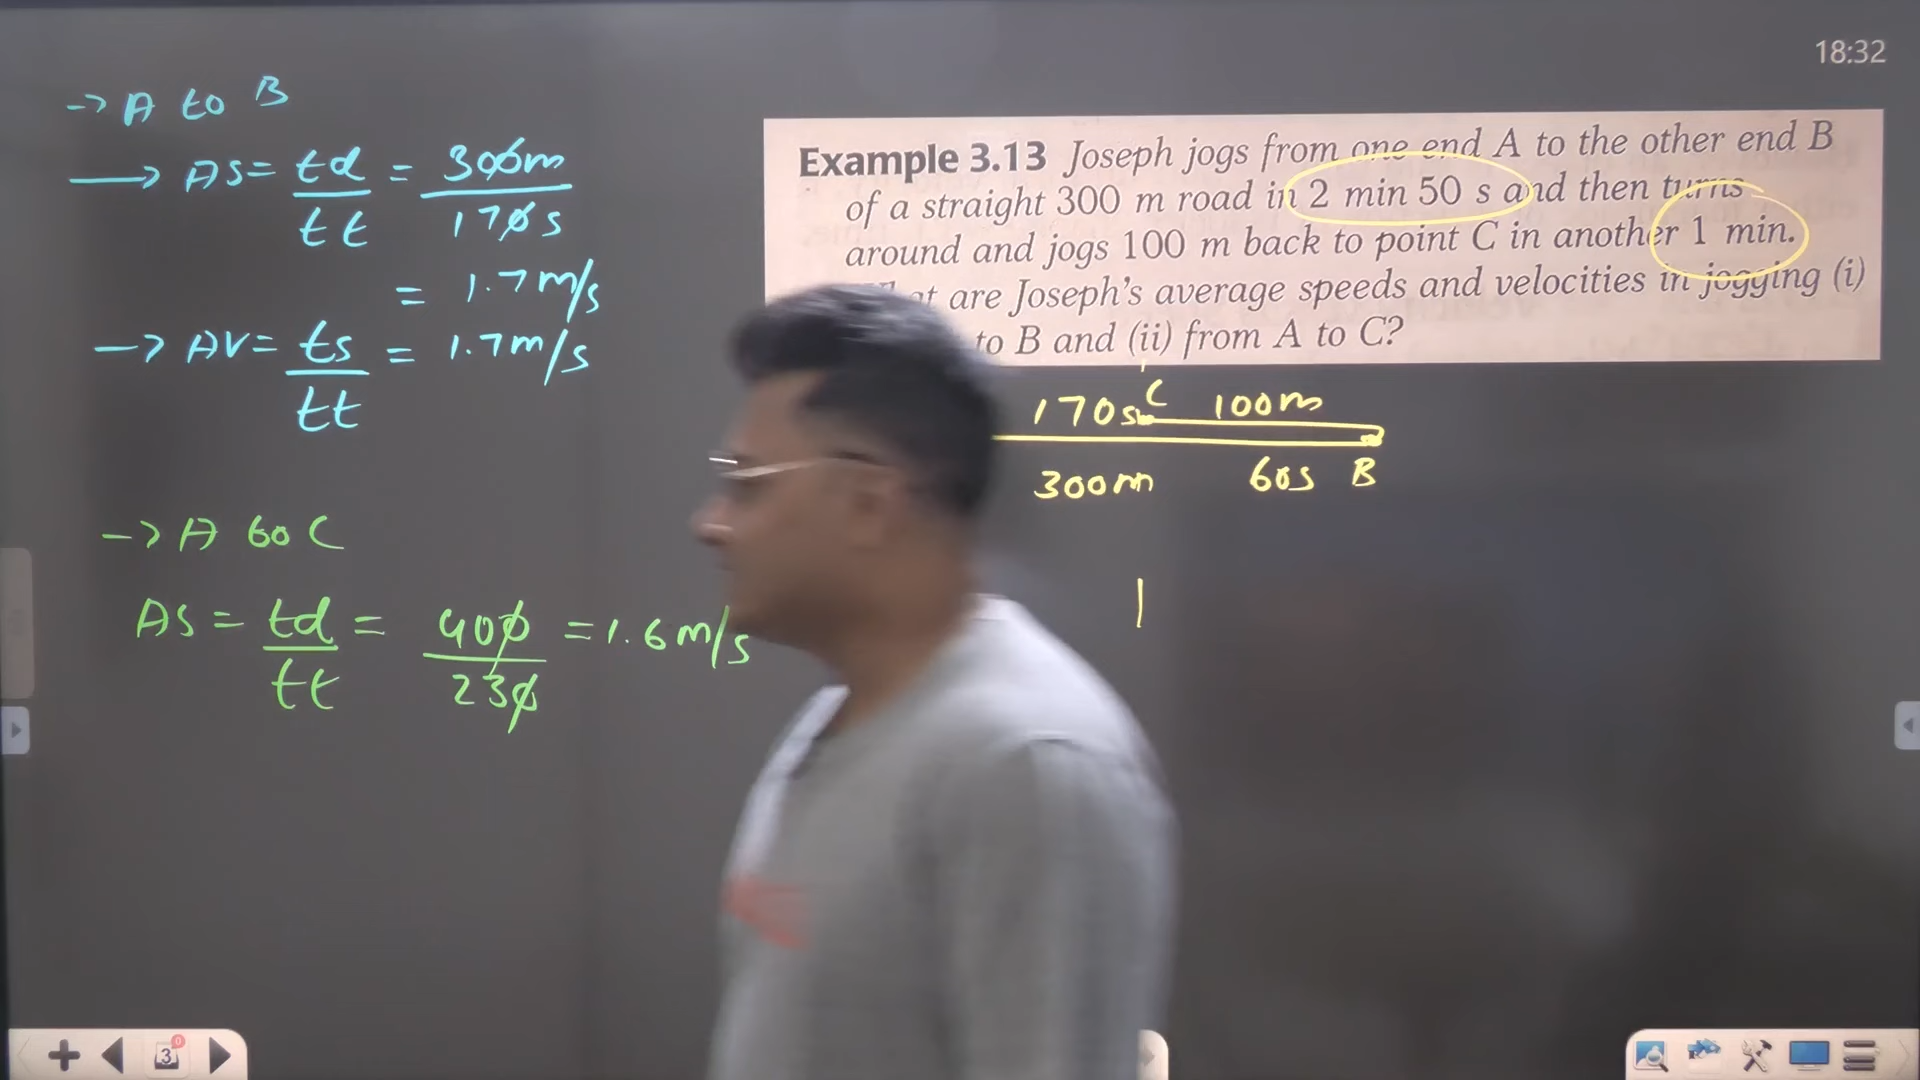 18:32
-> A to B
-> AS = td/tt = 300m/170s
= 1.7 m/s
-> AV = ts/tt = 1.7 m/s
-> A to C
AS = td/tt = 400/230 = 1.6 m/s
Example 3.13 Joseph jogs from one end A to the other end B
of a straight 300 m road in 2 min 50 s and then turns
around and jogs 100 m back to point C in another 1 min.
are Joseph's average speeds and velocities in jogging (i)
to B and (ii) from A to C?
170s C 100m
300m 60s B
3
0